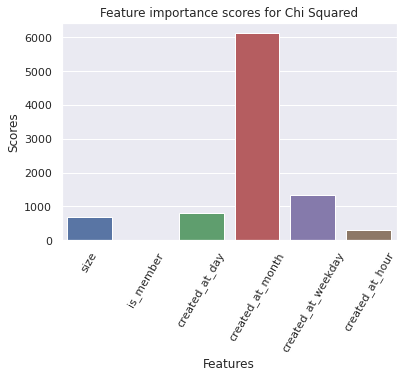 Feature importance scores for Chi Squared
Scores
6000
5000
4000
3000
2000
1000
0
size
is_member
created_at_day
created_at_month
created_at_weekday
created_at_hour
Features